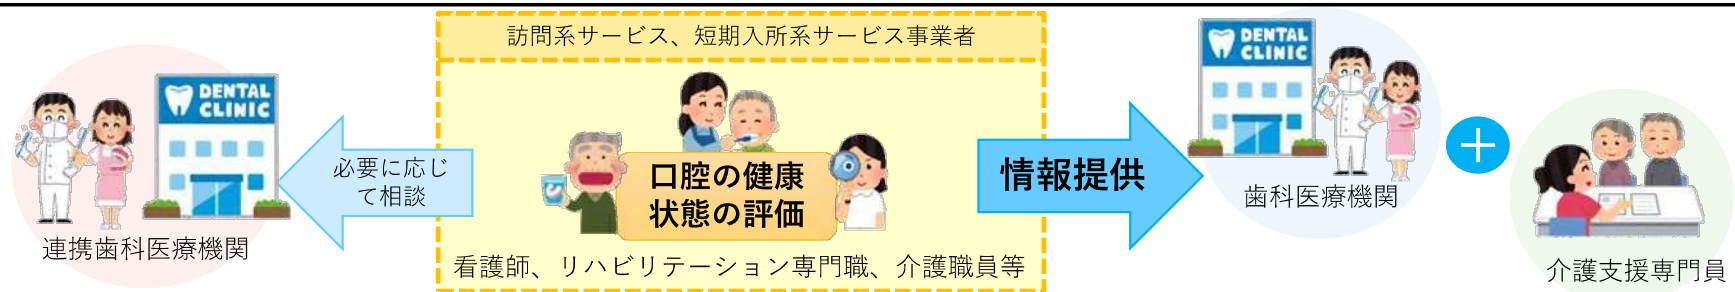 訪問系サービス、短期入所系サービス事業者
DENTAL
CLINIC
必要に応じ
て相談
連携歯科医療機関
口腔の健康
状態の評価
看護師、リハビリテーション専門職、介護職員等
情報提供
DENTAL
CLINIC
歯科医療機関
介護支援専門員